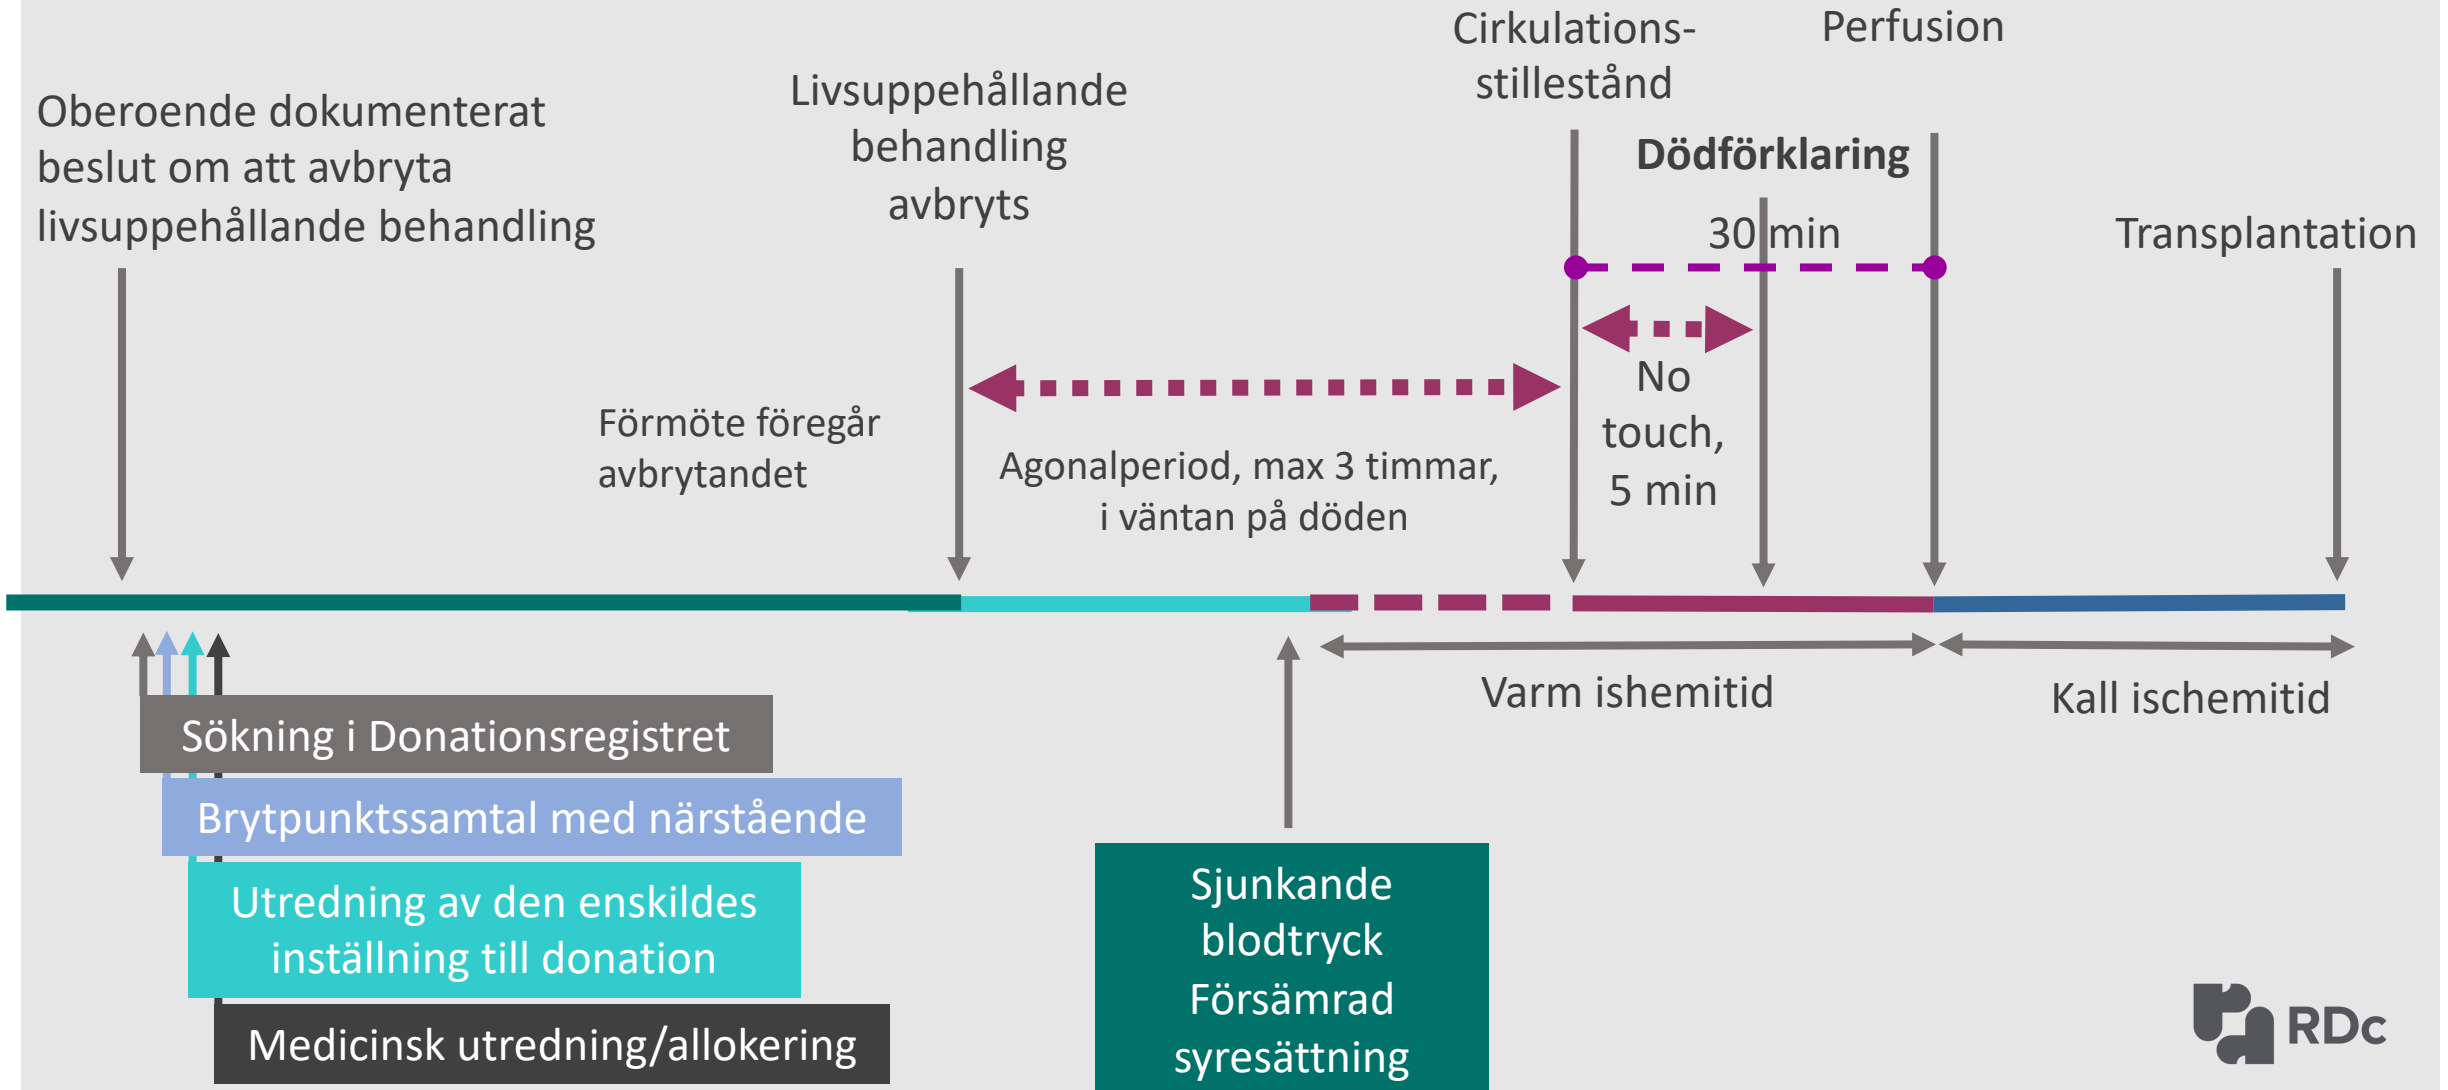 Oberoende dokumenterat
beslut om att avbryta
livsuppehållande behandling
Livsuppehållande
behandling
avbryts
Cirkulations-
stillestånd
Perfusion
Dödförklaring
30 min
Transplantation
Förmöte föregår
avbrytandet
Agonalperiod, max 3 timmar,
i väntan på döden
No
touch,
5 min
Varm ishemitid
Kall ischemitid
Sökning i Donationsregistret
Brytpunktssamtal med närstående
Utredning av den enskildes
inställning till donation
Medicinsk utredning/allokering
Sjunkande
blodtryck
Försämrad
syresättning
RDc